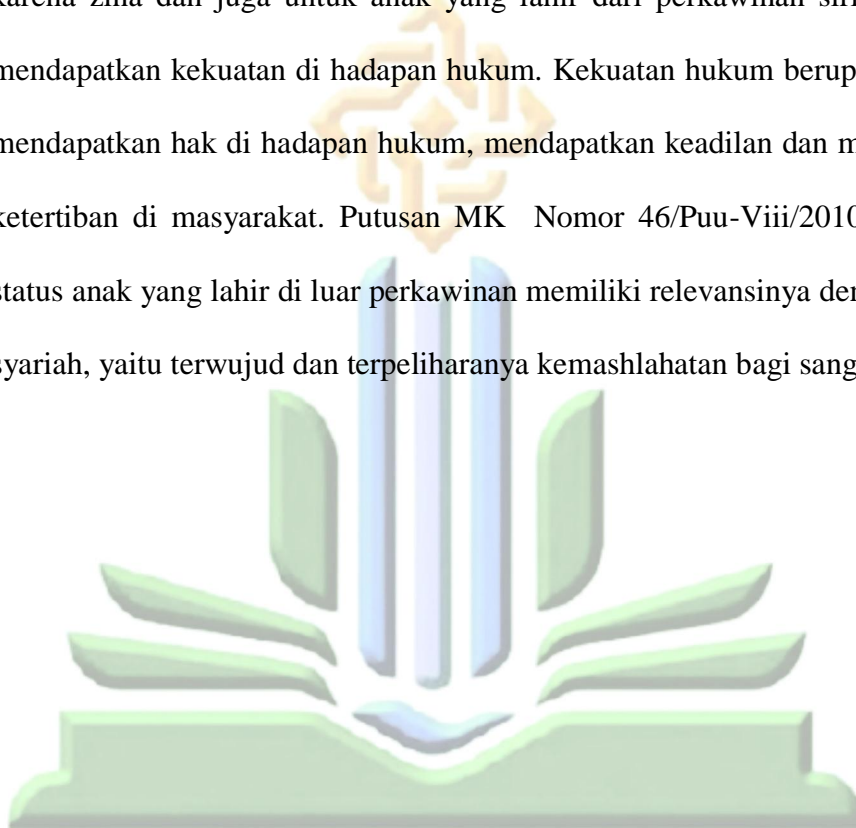 karena zina dan juga untuk anak yang lahir dari perkawinan siri
mendapatkan kekuatan di hadapan hukum. Kekuatan hukum berup
mendapatkan hak di hadapan hukum, mendapatkan keadilan dan m
ketertiban di masyarakat. Putusan MK Nomor 46/Puu-Viii/2010
status anak yang lahir di luar perkawinan memiliki relevansinya den
syariah, yaitu terwujud dan terpeliharanya kemashlahatan bagi sang